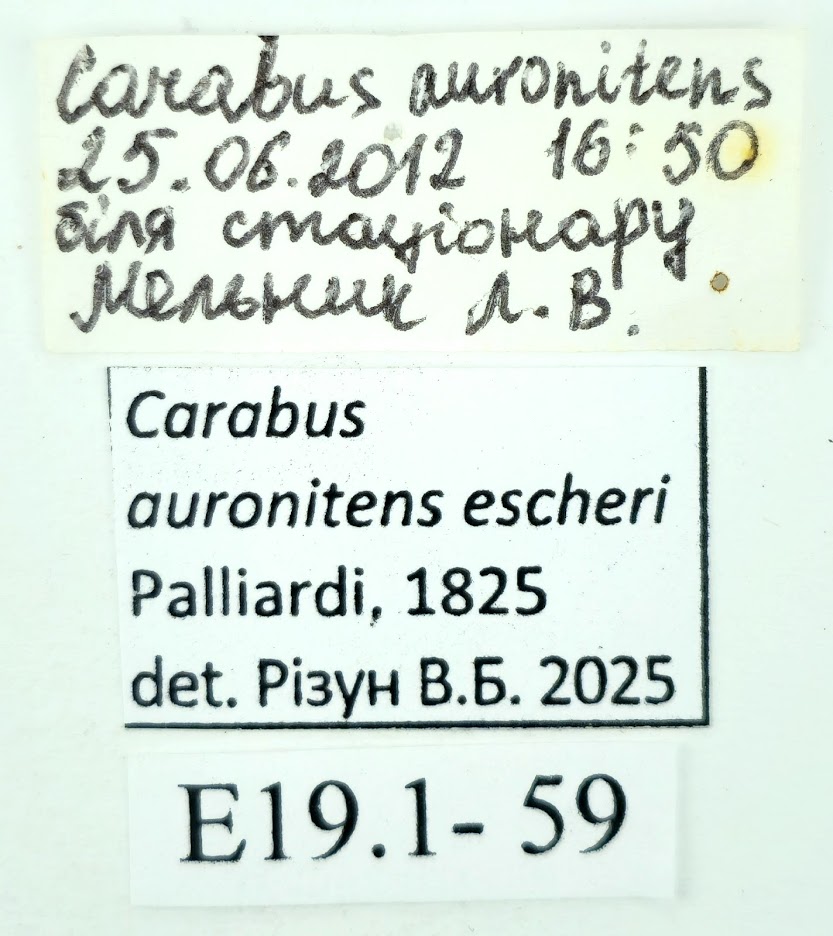 Carabus auronitens
25.06.2012 16:50
біля стаціонару
Мельник Л.В.
Carabus
auronitens escheri
Palliardi, 1825
det. Різун В.Б. 2025
E19.1- 59